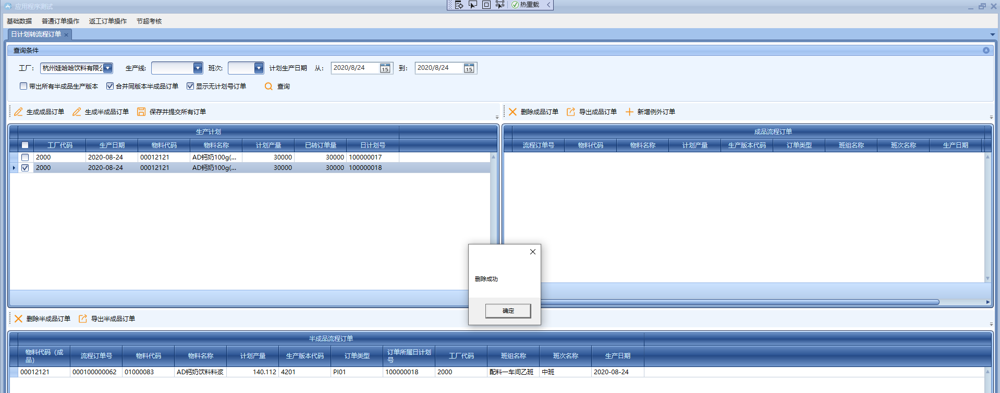 应用程序测试
热重载
基础数据 普通订单操作 返工订单操作 节超考核
日计划转流程订单
查询条件
工厂： 杭州娃哈哈饮料有限公 生产线: 班次: 计划生产日期 从： 2020/8/24 15 到： 2020/8/24 15
带出所有半成品生产版本 合并同版本半成品订单 显示无计划号订单 查询
生成成品订单 生成半成品订单 保存并提交所有订单
删除成品订单 导出成品订单 新增例外订单
生产计划
工厂代码 生产日期 物料代码 物料名称 计划产量 已转订单量 日计划号
2000 2020-08-24 00012121 AD钙奶100g(... 30000 30000 100000017
2000 2020-08-24 00012121 AD钙奶100g(... 30000 30000 100000018
成品流程订单
流程订单号 物料代码 物料名称 计划产量 生产版本代码 订单类型 班组名称 班次名称 生产日期
删除成功
确定
删除半成品订单 导出半成品订单
半成品流程订单
物料代码（成品） 流程订单号 物料代码 物料名称 计划产量 生产版本代码 订单类型 订单所属日计划号 工厂代码 班组名称 班次名称 生产日期
00012121 000100000062 01000083 AD钙奶饮料料浆 140.112 4201 PI01 100000018 2000 配料一车间乙班 中班 2020-08-24